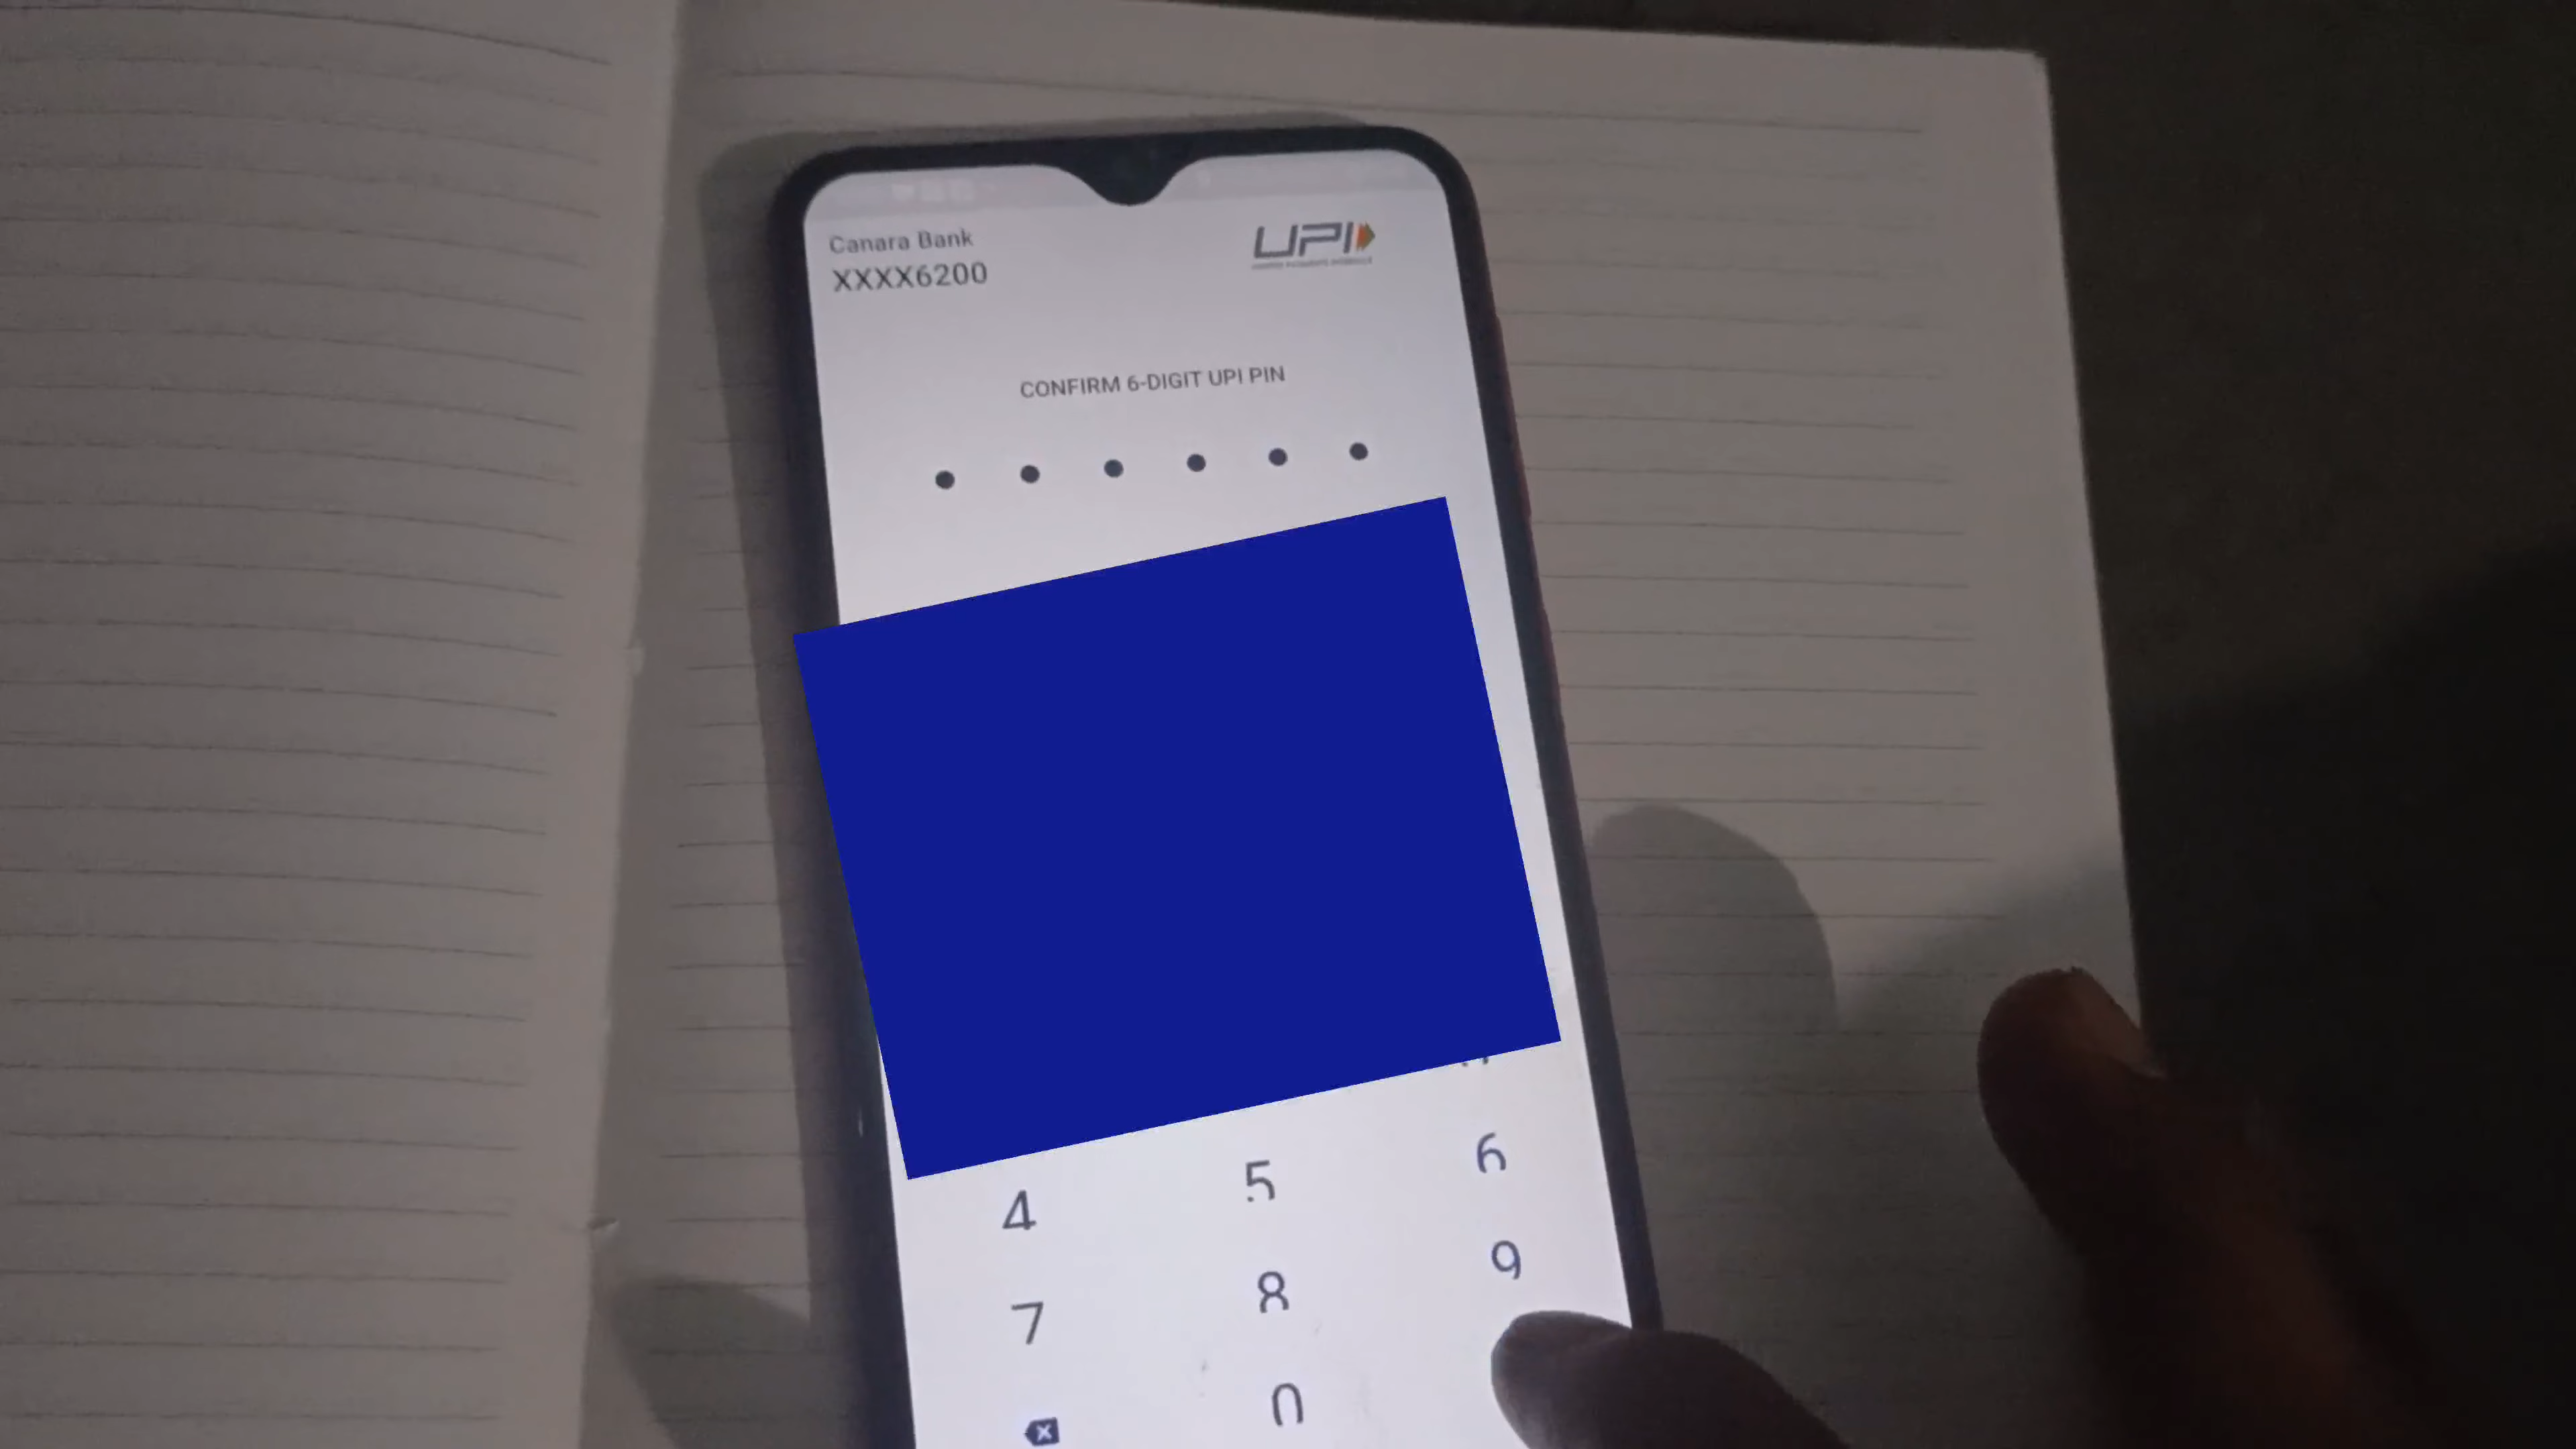 Canara Bank
XXXX6200
UPI
CONFIRM 6-DIGIT UPI PIN
4 5 6
7 8 9
0